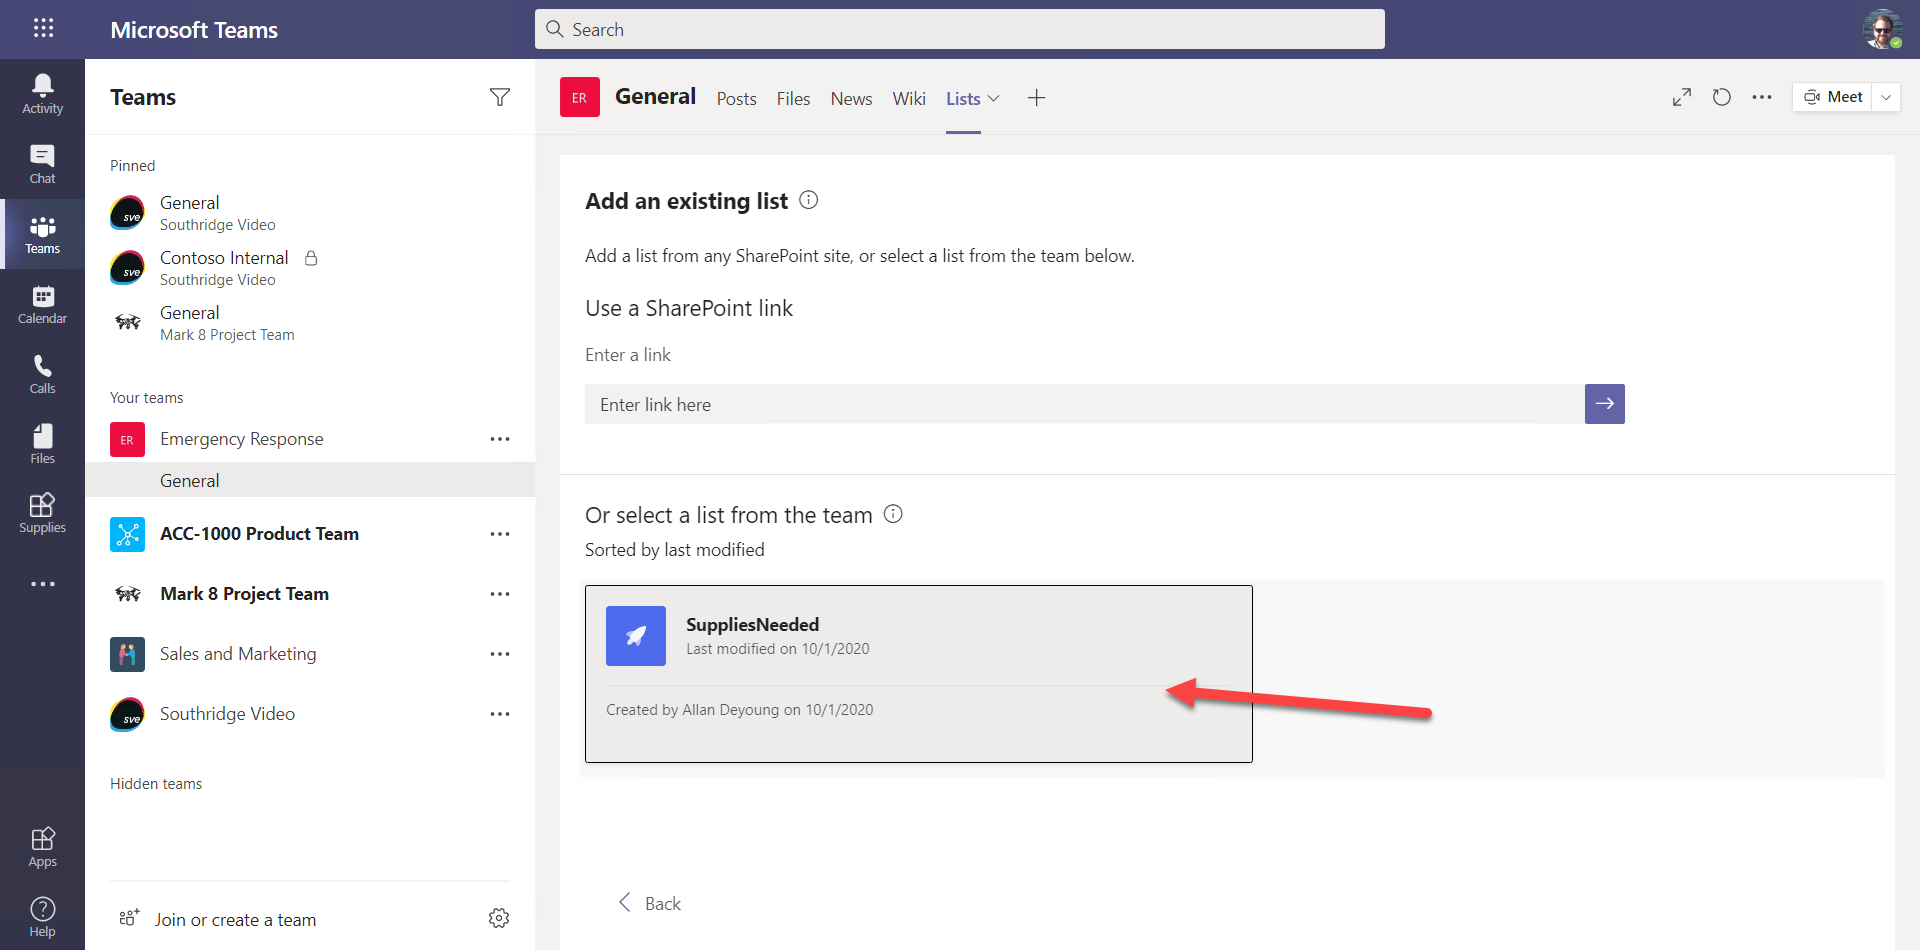 Microsoft Teams
Search
Activity
Chat
Teams
Calendar
Calls
Files
Supplies
Apps
Help
Teams
Pinned
sve
General
Southridge Video
sve
Contoso Internal
Southridge Video
General
Mark 8 Project Team
Your teams
ER
Emergency Response
General
ACC-1000 Product Team
Mark 8 Project Team
Sales and Marketing
sve
Southridge Video
Hidden teams
Join or create a team
ER
General
Posts
Files
News
Wiki
Lists
Meet
Add an existing list
Add a list from any SharePoint site, or select a list from the team below.
Use a SharePoint link
Enter a link
Enter link here
Or select a list from the team
Sorted by last modified
SuppliesNeeded
Last modified on 10/1/2020
Created by Allan Deyoung on 10/1/2020
Back